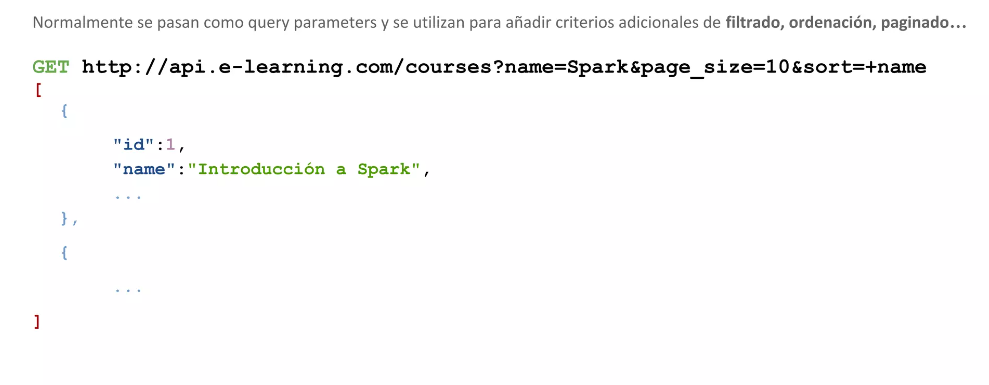 Normalmente se pasan como query parameters y se utilizan para añadir criterios adicionales de filtrado, ordenación, paginado…
GET http://api.e-learning.com/courses?name=Spark&page_size=10&sort=+name
[
{
"id":1,
"name":"Introducción a Spark",
...
},
{
...
]